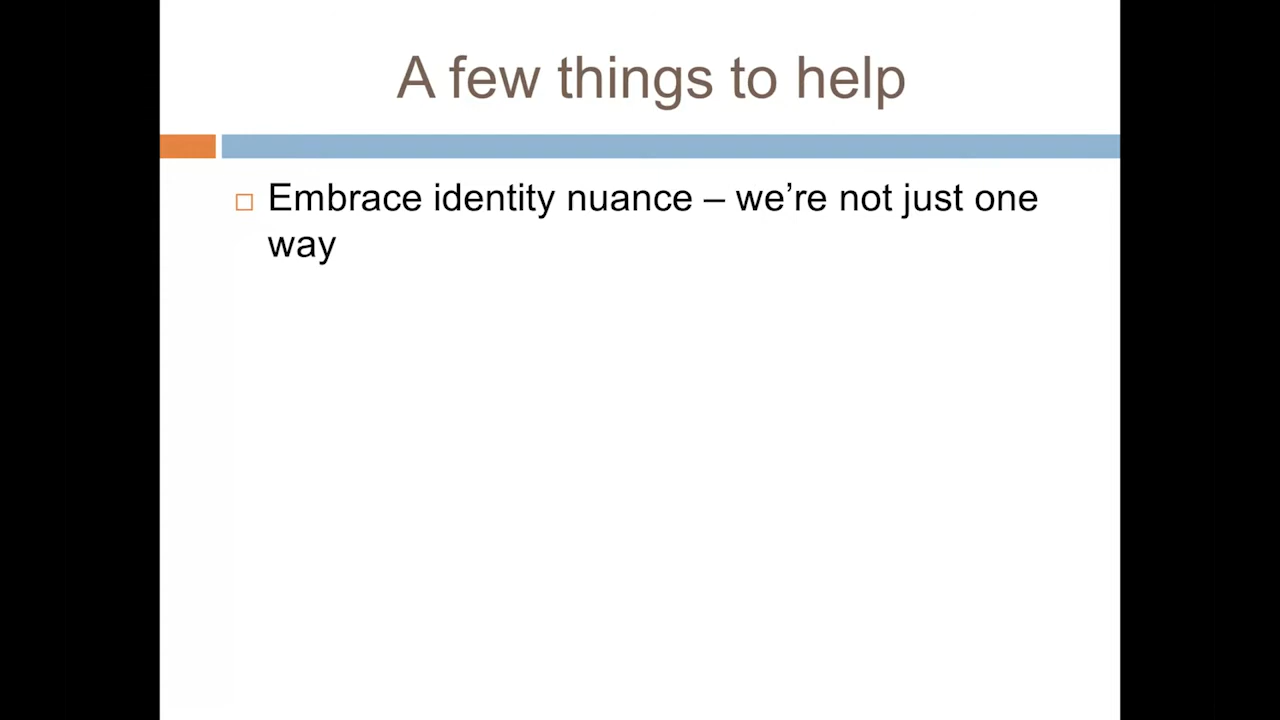 A few things to help
Embrace identity nuance – we’re not just one
way